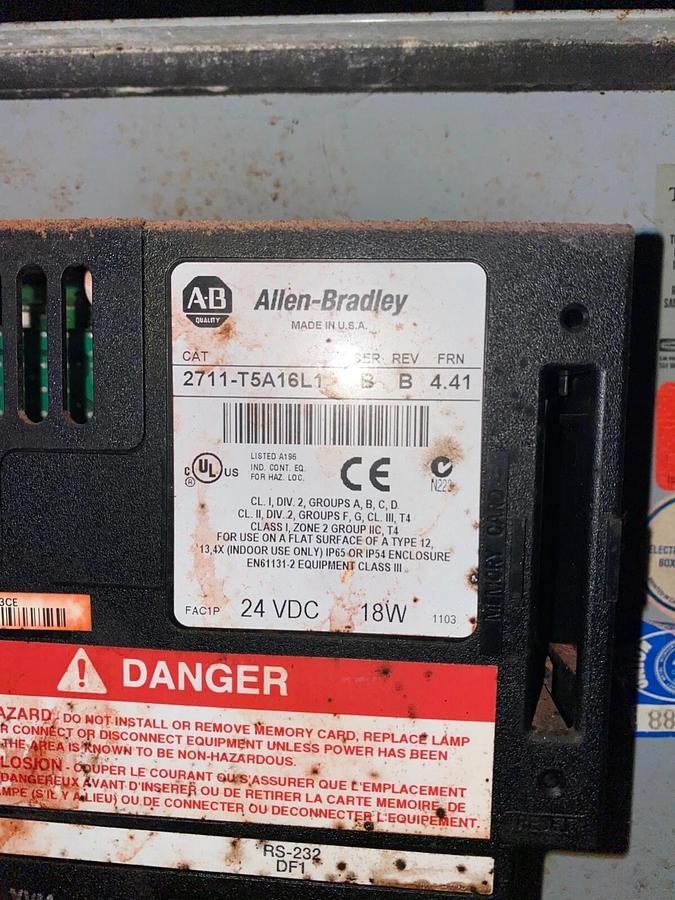 A·B
QUALITY
Allen-Bradley
MADE IN U.S.A.
CAT SER REV FRN
2711-T5A16L1 B B 4.41
C UL US
®
LISTED A196
IND. CONT. EQ.
FOR HAZ. LOC.
CE
N223
CL. I, DIV. 2, GROUPS A, B, C, D
CL. II, DIV. 2, GROUPS F, G, CL. III, T4
CLASS I, ZONE 2 GROUP IIC, T4
FOR USE ON A FLAT SURFACE OF A TYPE 12,
13,4X (INDOOR USE ONLY) IP65 OR IP54 ENCLOSURE
EN61131-2 EQUIPMENT CLASS III
FAC1P 24 VDC 18W 1103
MEMORY CARD
3CE
DANGER
AZARD - DO NOT INSTALL OR REMOVE MEMORY CARD, REPLACE LAMP
R CONNECT OR DISCONNECT EQUIPMENT UNLESS POWER HAS BEEN
THE AREA IS KNOWN TO BE NON-HAZARDOUS.
LOSION - COUPER LE COURANT OU S'ASSURER QUE L'EMPLACEMENT
DANGEREUX AVANT D'INSERER OU DE RETIRER LA CARTE MEMOIRE, DE
AMPE (S'IL Y A LIEU) OU DE CONNECTER OU DECONNECTER L'EQUIPEMENT.
RS-232
DF1
ELECT
BOX
88